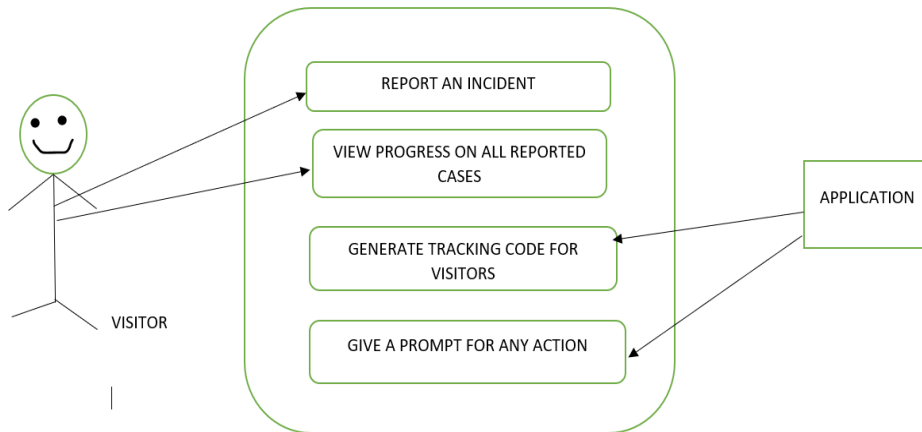 REPORT AN INCIDENT
VIEW PROGRESS ON ALL REPORTED
CASES
APPLICATION
GENERATE TRACKING CODE FOR
VISITORS
VISITOR
GIVE A PROMPT FOR ANY ACTION